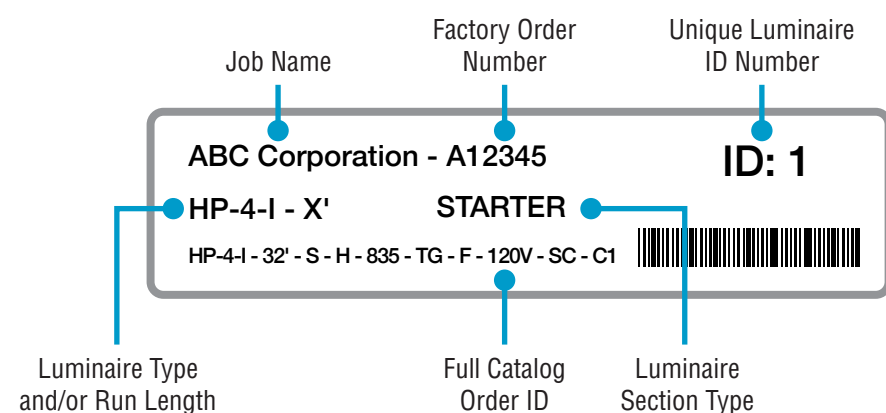 Factory Order
Number
Unique Luminaire
ID Number
Job Name
ABC Corporation - A12345
ID: 1
HP-4-I - X'
STARTER
HP-4-I - 32' - S - H - 835 - TG - F - 120V - SC - C1
Luminaire Type
and/or Run Length
Full Catalog
Order ID
Luminaire
Section Type